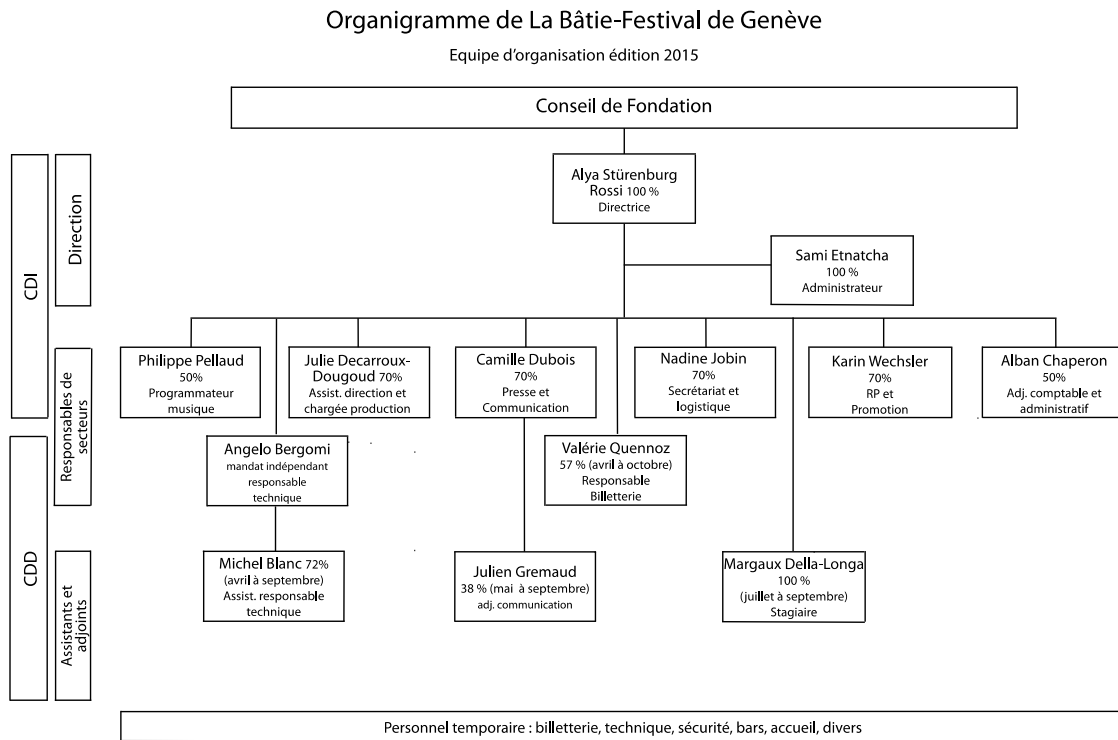 Organigramme de La Bâtie-Festival de Genève
Equipe d'organisation édition 2015
Conseil de Fondation
CDI
Direction
Alya Stürenburg
Rossi 100 %
Directrice
Sami Etnatcha
100 %
Administrateur
Responsables de
secteurs
Philippe Pellaud
50%
Programmateur
musique
Julie Decarroux-
Dougoud 70%
Assist. direction et
chargée production
Camille Dubois
70%
Presse et
Communication
Nadine Jobin
70%
Secrétariat et
logistique
Karin Wechsler
70%
RP et
Promotion
Alban Chaperon
50%
Adj. comptable et
administratif
CDD
Angelo Bergomi
mandat indépendant
responsable
technique
Valérie Quennoz
57 % (avril à octobre)
Responsable
Billetterie
Assistants et
adjoints
Michel Blanc 72%
(avril à septembre)
Assist. responsable
technique
Julien Gremaud
38 % (mai à septembre)
adj. communication
Margaux Della-Longa
100 %
(juillet à septembre)
Stagiaire
Personnel temporaire : billetterie, technique, sécurité, bars, accueil, divers